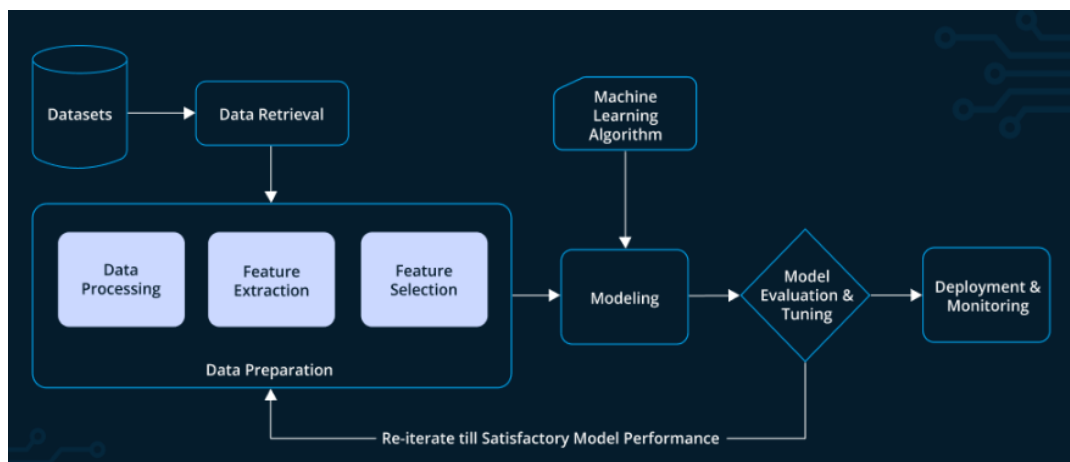 Datasets
Data Retrieval
Machine
Learning
Algorithm
Data
Processing
Feature
Extraction
Feature
Selection
Data Preparation
Modeling
Model
Evaluation &
Tuning
Deployment &
Monitoring
Re-iterate till Satisfactory Model Performance